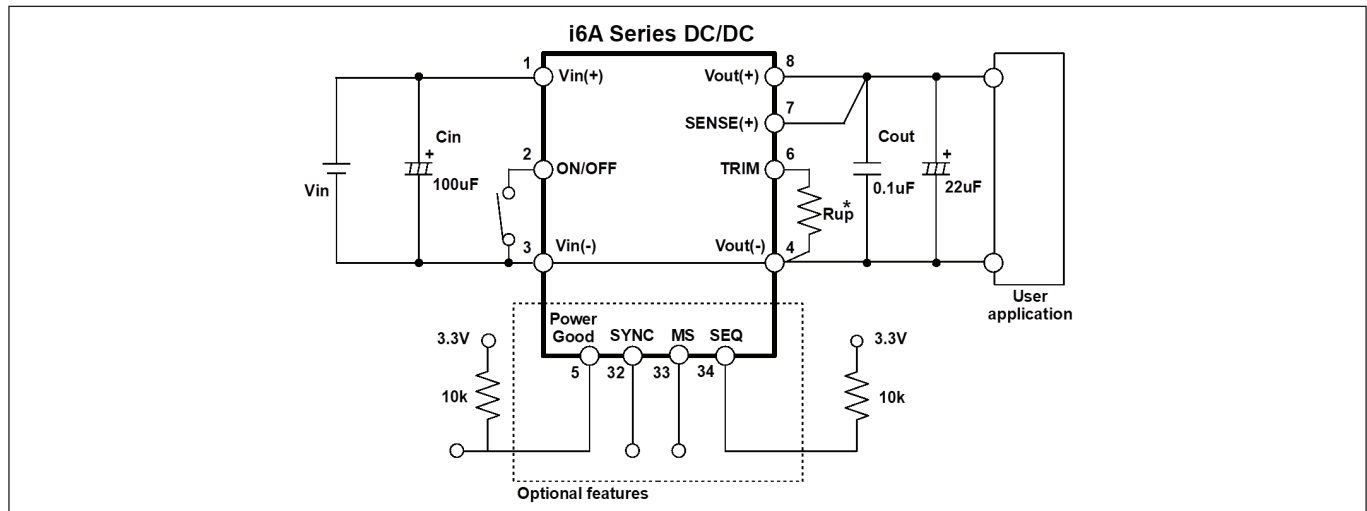 i6A Series DC/DC
1
Vin(+)
Vout(+)
8
7
SENSE(+)
Cin
+
100uF
Vin
2
ON/OFF
TRIM
6
Rup*
Cout
0.1uF
+
22uF
3
Vin(-)
Vout(-)
4
User
application
Power
Good
SYNC
MS
SEQ
5
32
33
34
3.3V
10k
3.3V
10k
Optional features